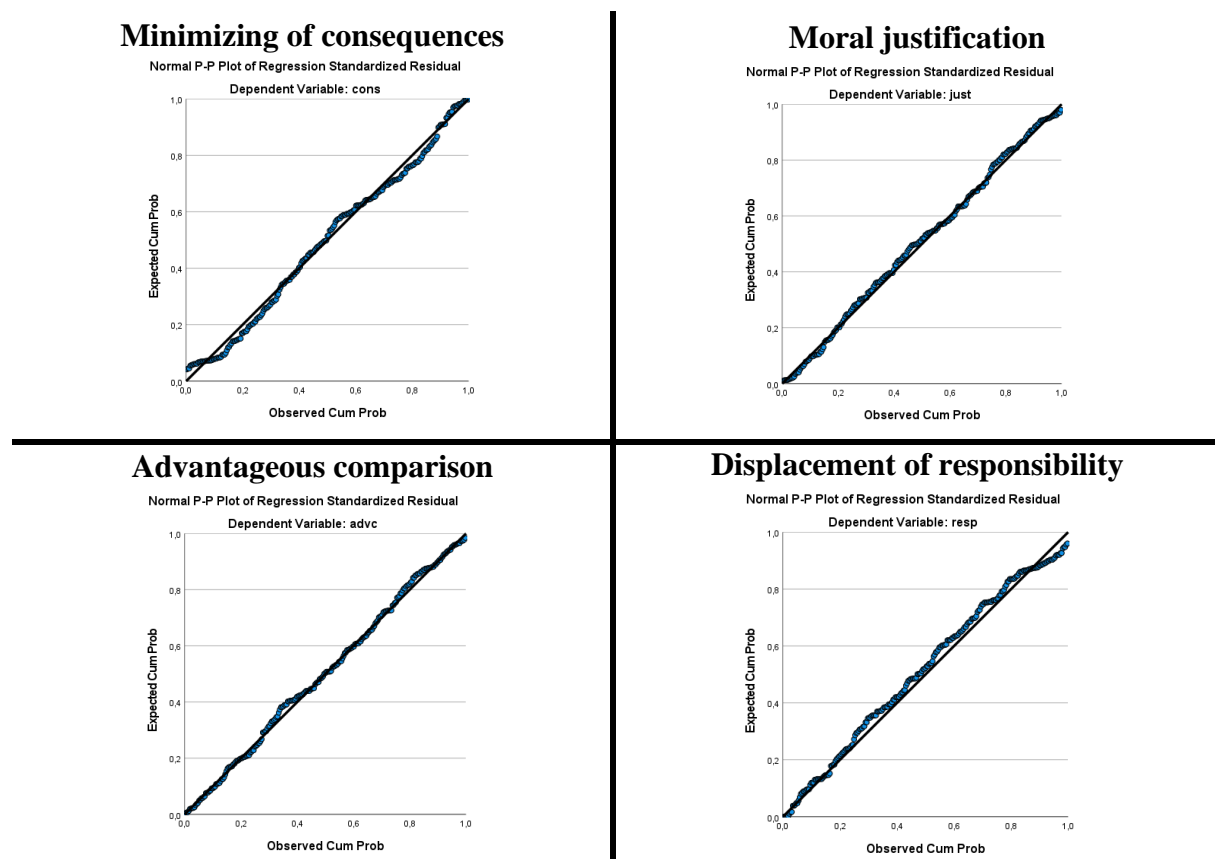 Minimizing of consequences
Normal P-P Plot of Regression Standardized Residual
Dependent Variable: cons
1,0
0,8
0,6
0,4
0,2
0,0
Expected Cum Prob
0,0 0,2 0,4 0,6 0,8 1,0
Observed Cum Prob
Moral justification
Normal P-P Plot of Regression Standardized Residual
Dependent Variable: just
1,0
0,8
0,6
0,4
0,2
0,0
Expected Cum Prob
0,0 0,2 0,4 0,6 0,8 1,0
Observed Cum Prob
Advantageous comparison
Normal P-P Plot of Regression Standardized Residual
Dependent Variable: advc
1,0
0,8
0,6
0,4
0,2
0,0
Expected Cum Prob
0,0 0,2 0,4 0,6 0,8 1,0
Observed Cum Prob
Displacement of responsibility
Normal P-P Plot of Regression Standardized Residual
Dependent Variable: resp
1,0
0,8
0,6
0,4
0,2
0,0
Expected Cum Prob
0,0 0,2 0,4 0,6 0,8 1,0
Observed Cum Prob